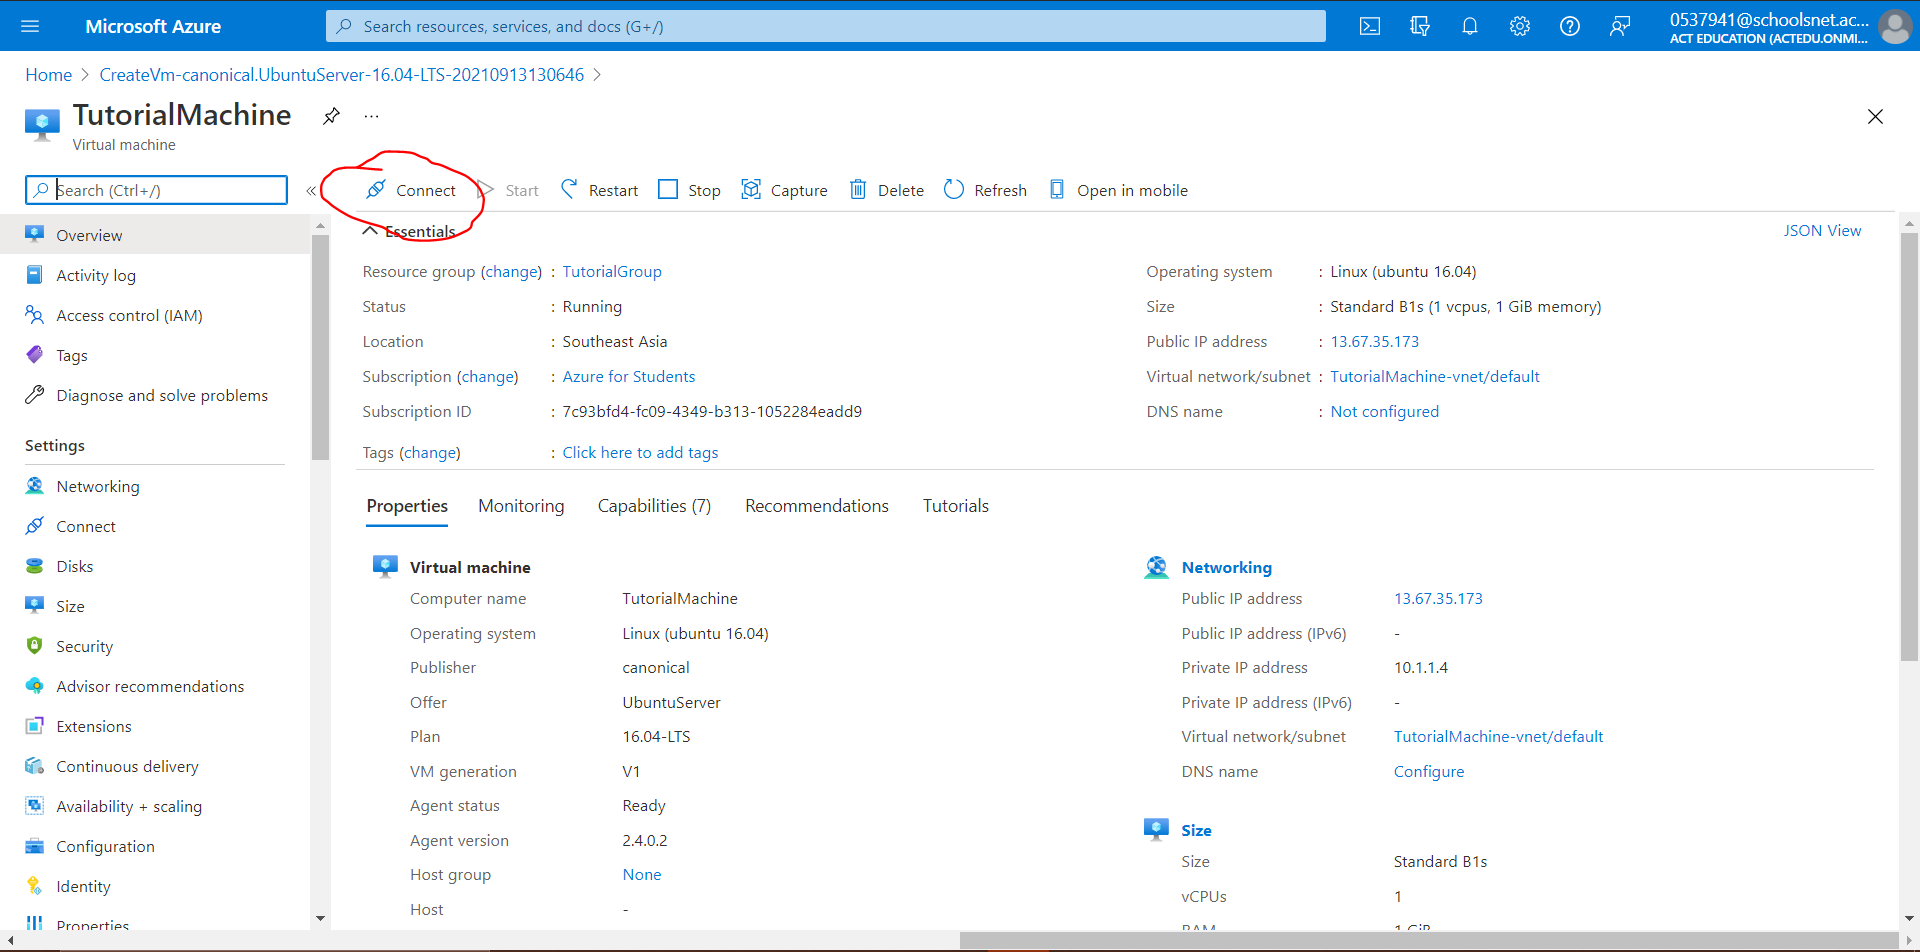 Microsoft Azure
Search resources, services, and docs (G+/)
0537941@schoolsnet.ac...
ACT EDUCATION (ACTEDU.ONMI...
Home > CreateVm-canonical.UbuntuServer-16.04-LTS-20210913130646 >
TutorialMachine
...
Virtual machine
Search (Ctrl+/)
«
Connect Start Restart Stop Capture Delete Refresh Open in mobile
Overview
Activity log
Access control (IAM)
Tags
Diagnose and solve problems
Settings
Networking
Connect
Disks
Size
Security
Advisor recommendations
Extensions
Continuous delivery
Availability + scaling
Configuration
Identity
Properties
Essentials
JSON View
Resource group (change) : TutorialGroup
Status : Running
Location : Southeast Asia
Subscription (change) : Azure for Students
Subscription ID : 7c93bfd4-fc09-4349-b313-1052284eadd9
Tags (change) : Click here to add tags
Operating system : Linux (ubuntu 16.04)
Size : Standard B1s (1 vcpus, 1 GiB memory)
Public IP address : 13.67.35.173
Virtual network/subnet : TutorialMachine-vnet/default
DNS name : Not configured
Properties Monitoring Capabilities (7) Recommendations Tutorials
Virtual machine
Computer name TutorialMachine
Operating system Linux (ubuntu 16.04)
Publisher canonical
Offer UbuntuServer
Plan 16.04-LTS
VM generation V1
Agent status Ready
Agent version 2.4.0.2
Host group None
Host -
Networking
Public IP address 13.67.35.173
Public IP address (IPv6) -
Private IP address 10.1.1.4
Private IP address (IPv6) -
Virtual network/subnet TutorialMachine-vnet/default
DNS name Configure
Size
Size Standard B1s
vCPUs 1
RAM 1 GiB